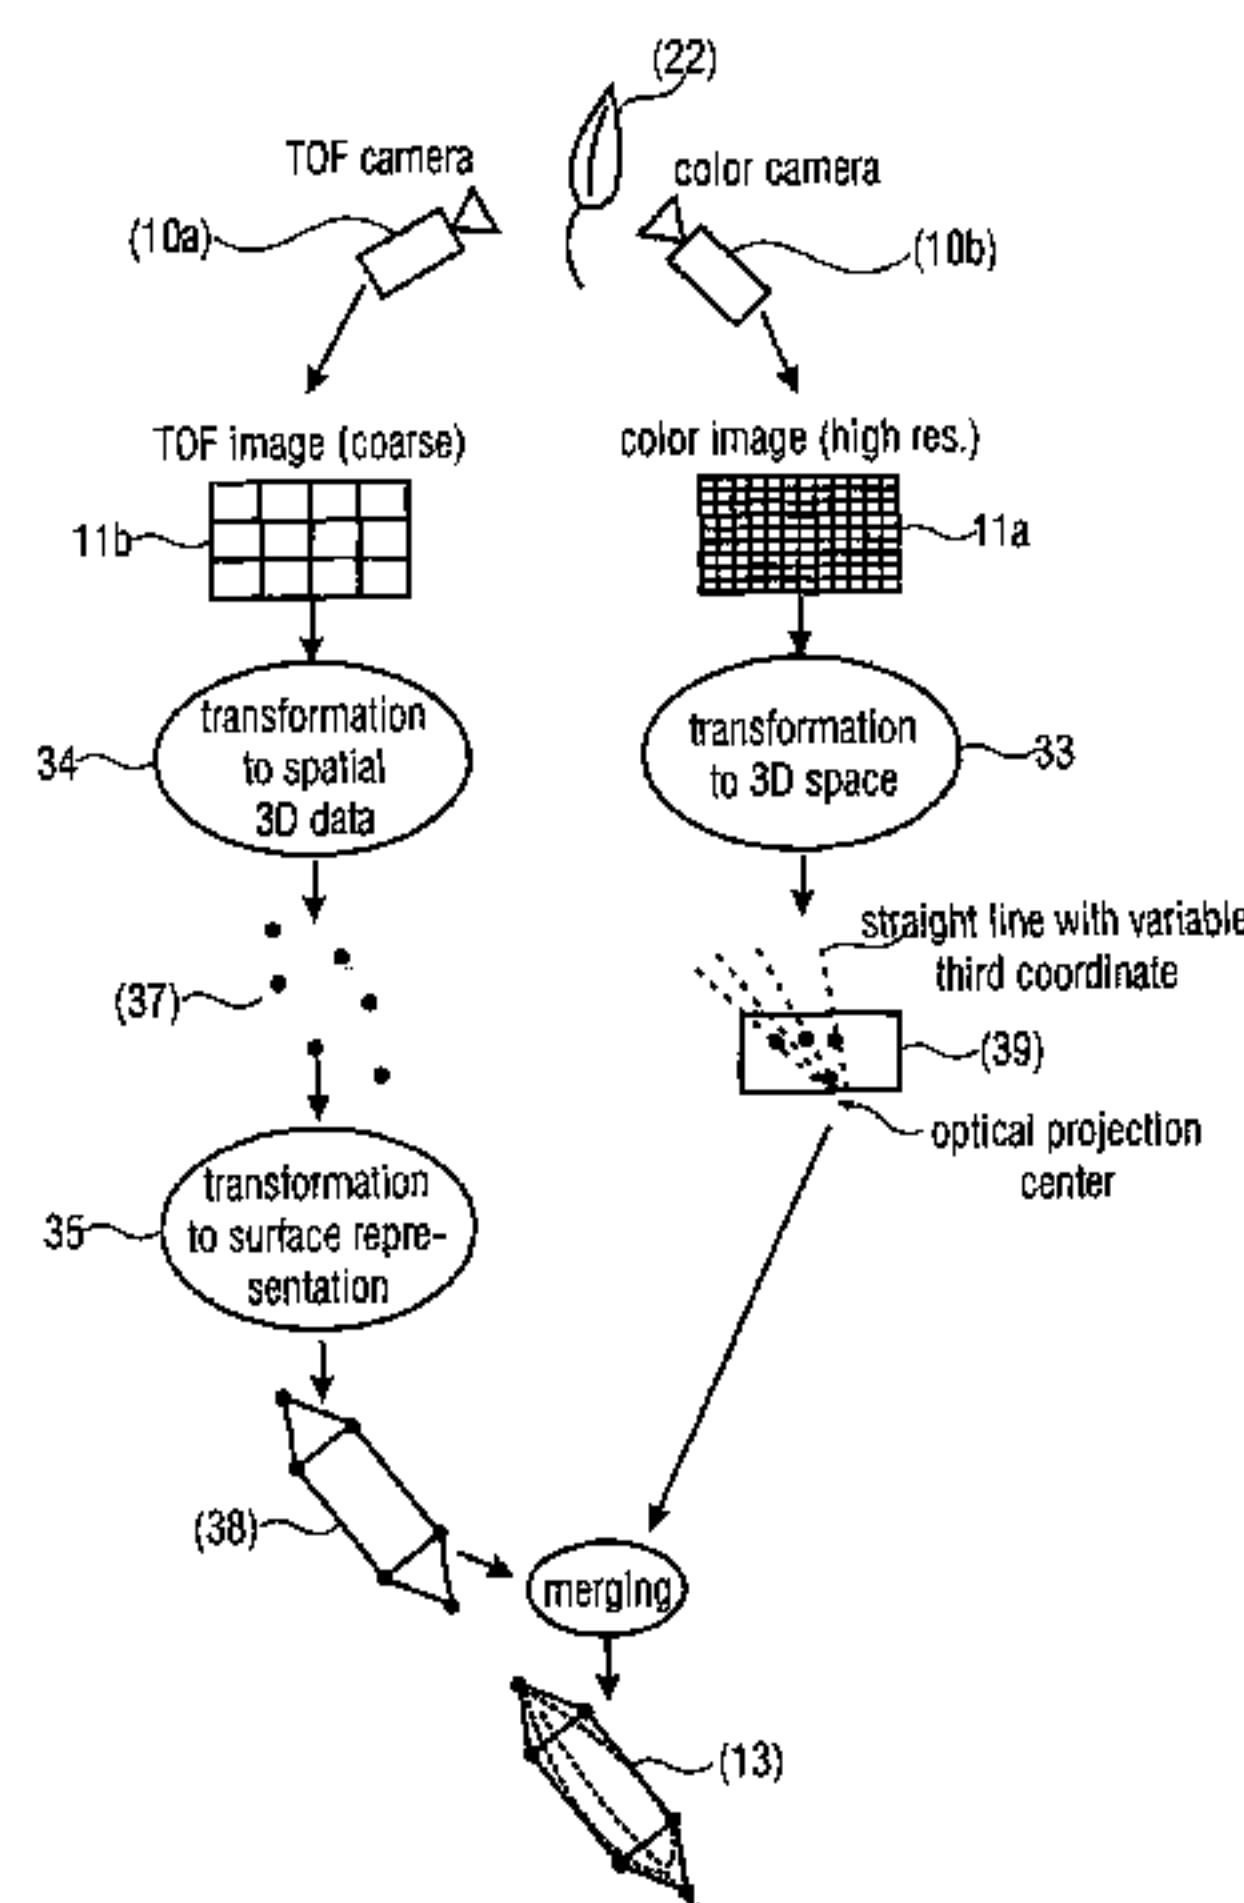 (22)
TOF camera
color camera
(10a)
(10b)
TOF image (coarse)
color image (high res.)
11b
11a
transformation
to spatial
3D data
34
transformation
to 3D space
33
straight line with variable
third coordinate
(37)
(39)
optical projection
center
transformation
to surface repre-
sentation
35
(38)
merging
(13)